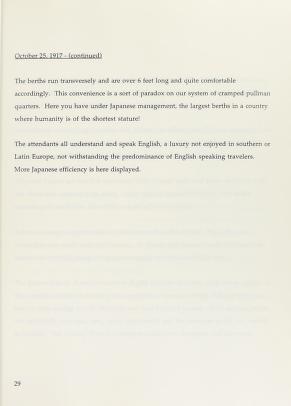 October 25, 1917 - (continued)
The berths run transversely and are over 6 feet long and quite comfortable
accordingly. This convenience is a sort of paradox on our system of cramped pullman
quarters. Here you have under Japanese management, the largest berths in a country
where humanity is of the shortest stature!
The attendants all understand and speak English, a luxury not enjoyed in southern or
Latin Europe, not withstanding the predominance of English speaking travelers.
More Japanese efficiency is here displayed.
29